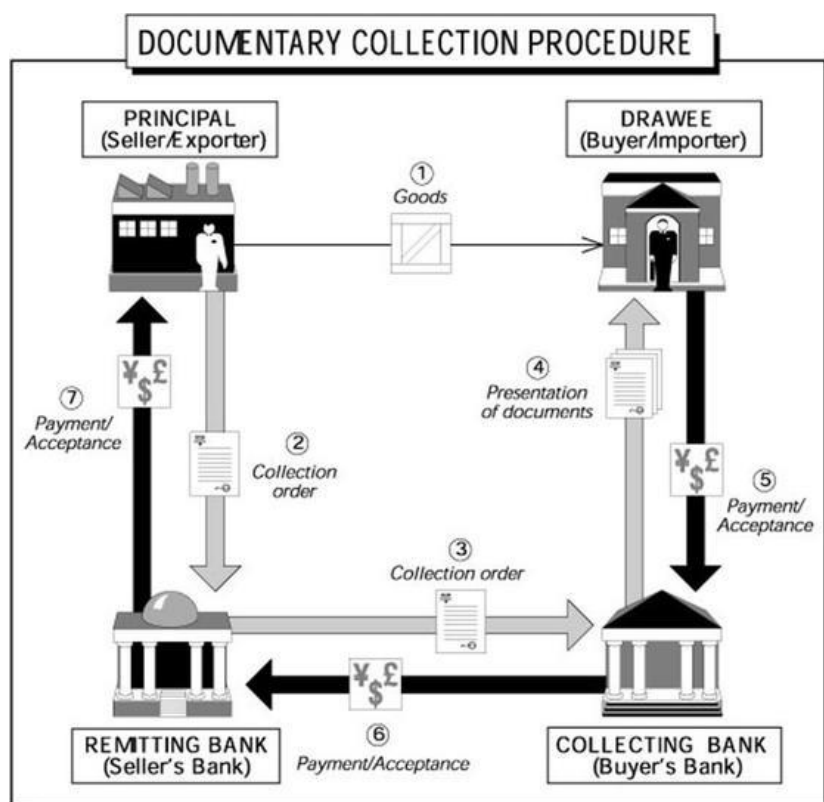 DOCUMENTARY COLLECTION PROCEDURE
PRINCIPAL
(Seller/Exporter)
DRAWEE
(Buyer/Importer)
1
Goods
7
Payment/
Acceptance
¥$£
2
Collection
order
4
Presentation
of documents
¥$£
5
Payment/
Acceptance
3
Collection order
¥$£
6
Payment/Acceptance
REMITTING BANK
(Seller's Bank)
COLLECTING BANK
(Buyer's Bank)